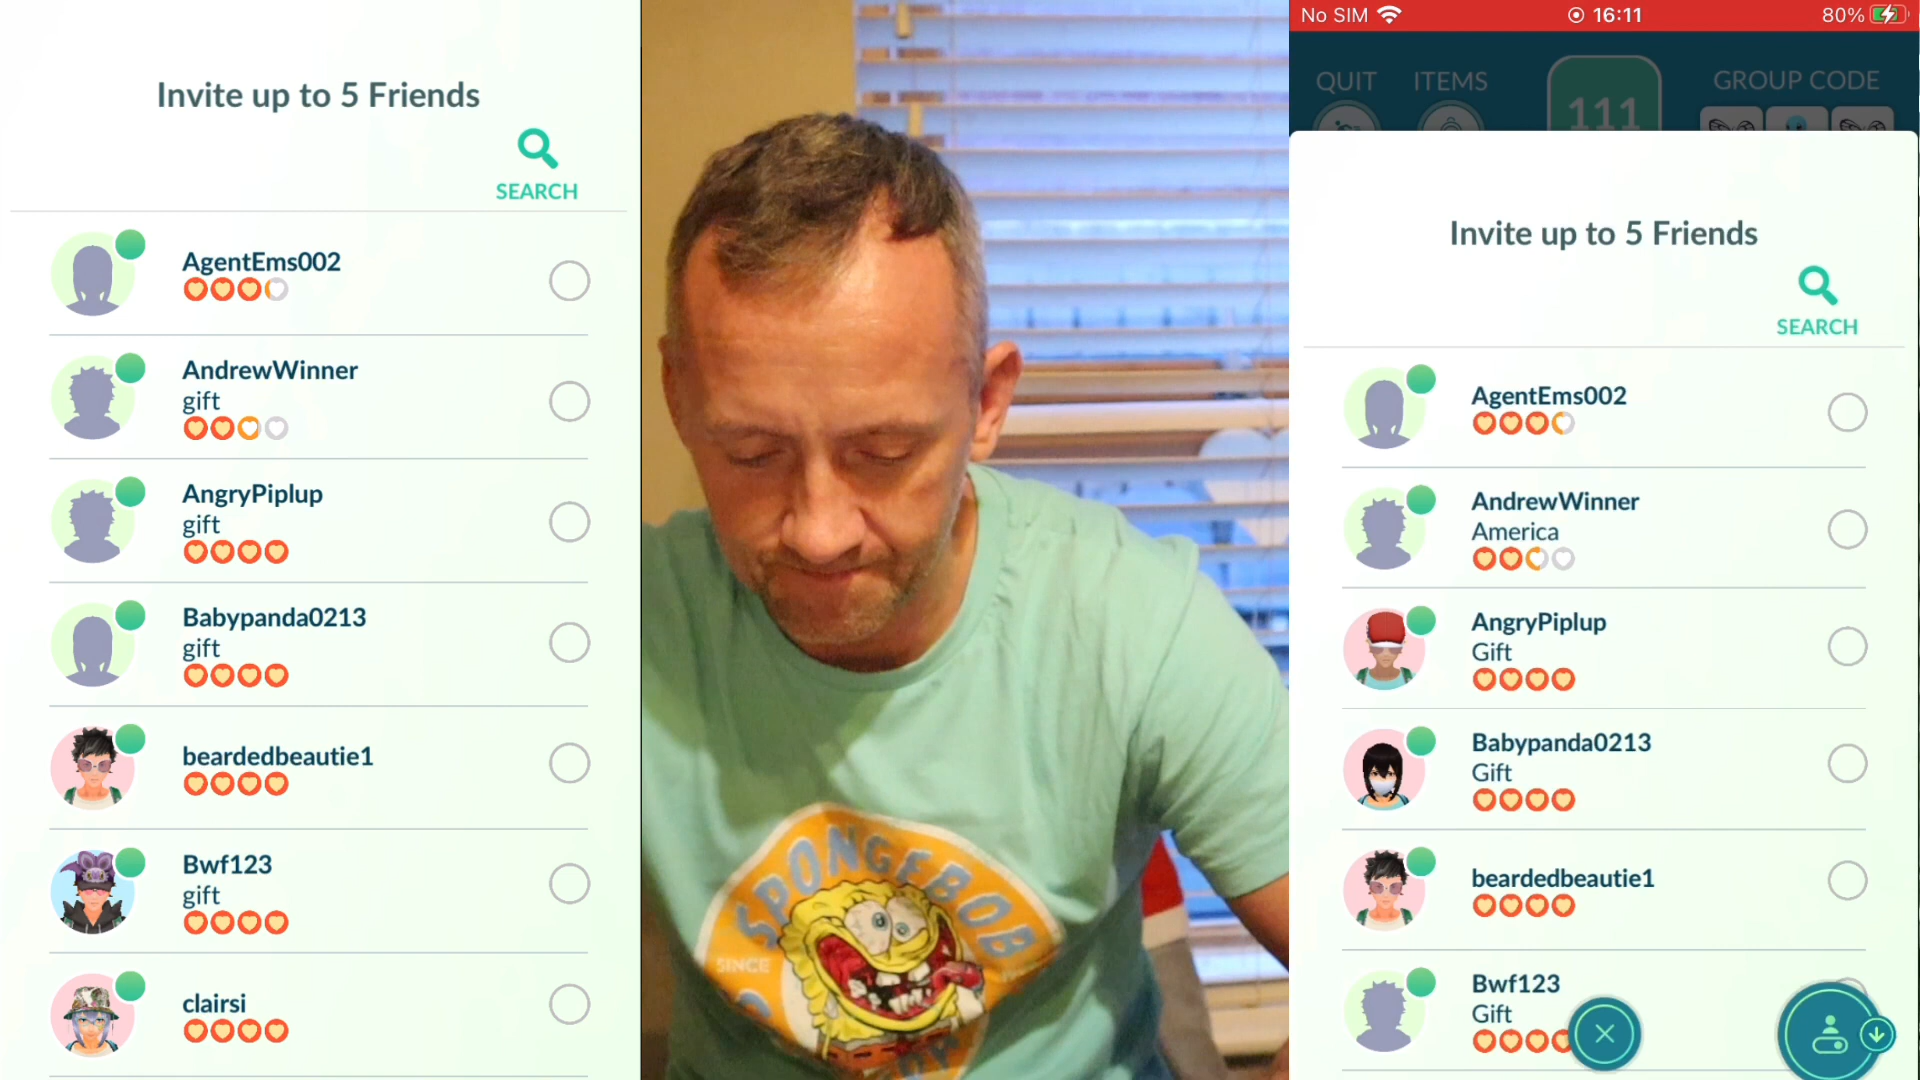 Invite up to 5 Friends
SEARCH
AgentEms002
AndrewWinner
gift
AngryPiplup
gift
Babypanda0213
gift
beardedbeautie1
Bwf123
gift
clairsi
SPONGEBOB
SINCE
No SIM
16:11
80%
QUIT
ITEMS
111
GROUP CODE
Invite up to 5 Friends
SEARCH
AgentEms002
AndrewWinner
America
AngryPiplup
Gift
Babypanda0213
Gift
beardedbeautie1
Bwf123
Gift